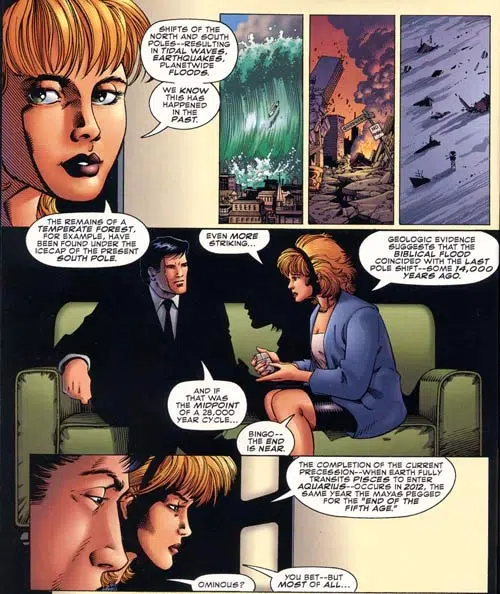 SHIFTS OF THE
NORTH AND SOUTH
POLES--RESULTING
IN TIDAL WAVES,
EARTHQUAKES,
PLANETWIDE
FLOODS.
WE KNOW
THIS HAS
HAPPENED
IN THE
PAST.
THE REMAINS OF A
TEMPERATE FOREST,
FOR EXAMPLE, HAVE
BEEN FOUND UNDER THE
ICECAP OF THE PRESENT
SOUTH POLE.
EVEN MORE
STRIKING...
GEOLOGIC EVIDENCE
SUGGESTS THAT THE
BIBLICAL FLOOD
COINCIDED WITH THE LAST
POLE SHIFT--SOME 14,000
YEARS AGO.
AND IF
THAT WAS
THE MIDPOINT
OF A 28,000
YEAR CYCLE...
BINGO--
THE END
IS NEAR.
THE COMPLETION OF THE CURRENT
PRECESSION--WHEN EARTH FULLY
TRANSITS PISCES TO ENTER
AQUARIUS--OCCURS IN 2012, THE
SAME YEAR THE MAYAS PEGGED
FOR THE "END OF THE
FIFTH AGE."
OMINOUS?
YOU BET--BUT
MOST OF ALL...